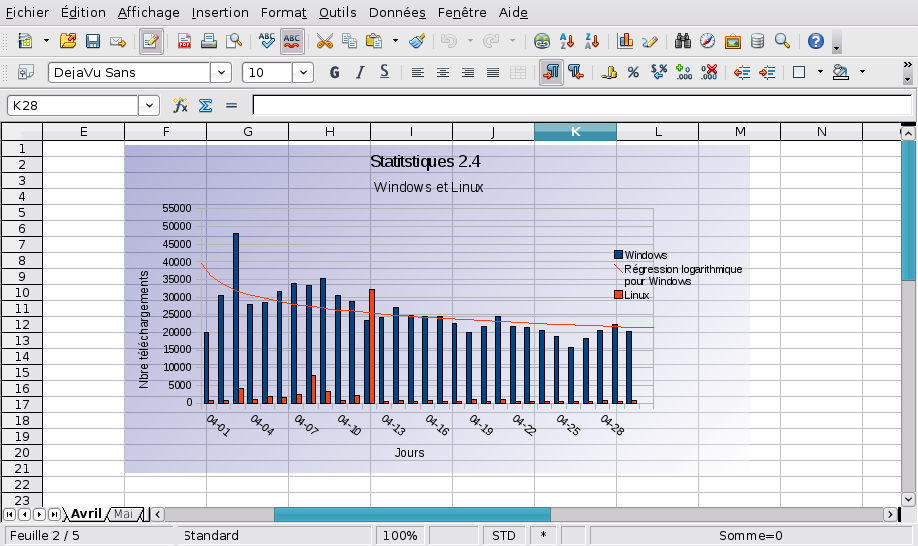 Fichier Édition Affichage Insertion Format Outils Données Fenêtre Aide
DejaVu Sans 10 G I S % $% .000 .000
K28 fx Σ =
E F G H I J K L M N
1
2
3
4
5
6
7
8
9
10
11
12
13
14
15
16
17
18
19
20
21
22
23
Statitstiques 2.4
Windows et Linux
55000
50000
45000
40000
35000
30000
25000
20000
15000
10000
5000
0
Nbre téléchargements
Windows
Régression logarithmique
pour Windows
Linux
04-01 04-04 04-07 04-10 04-13 04-16 04-19 04-22 04-25 04-28
Jours
Avril Mai
Feuille 2 / 5 Standard 100% STD * Somme=0